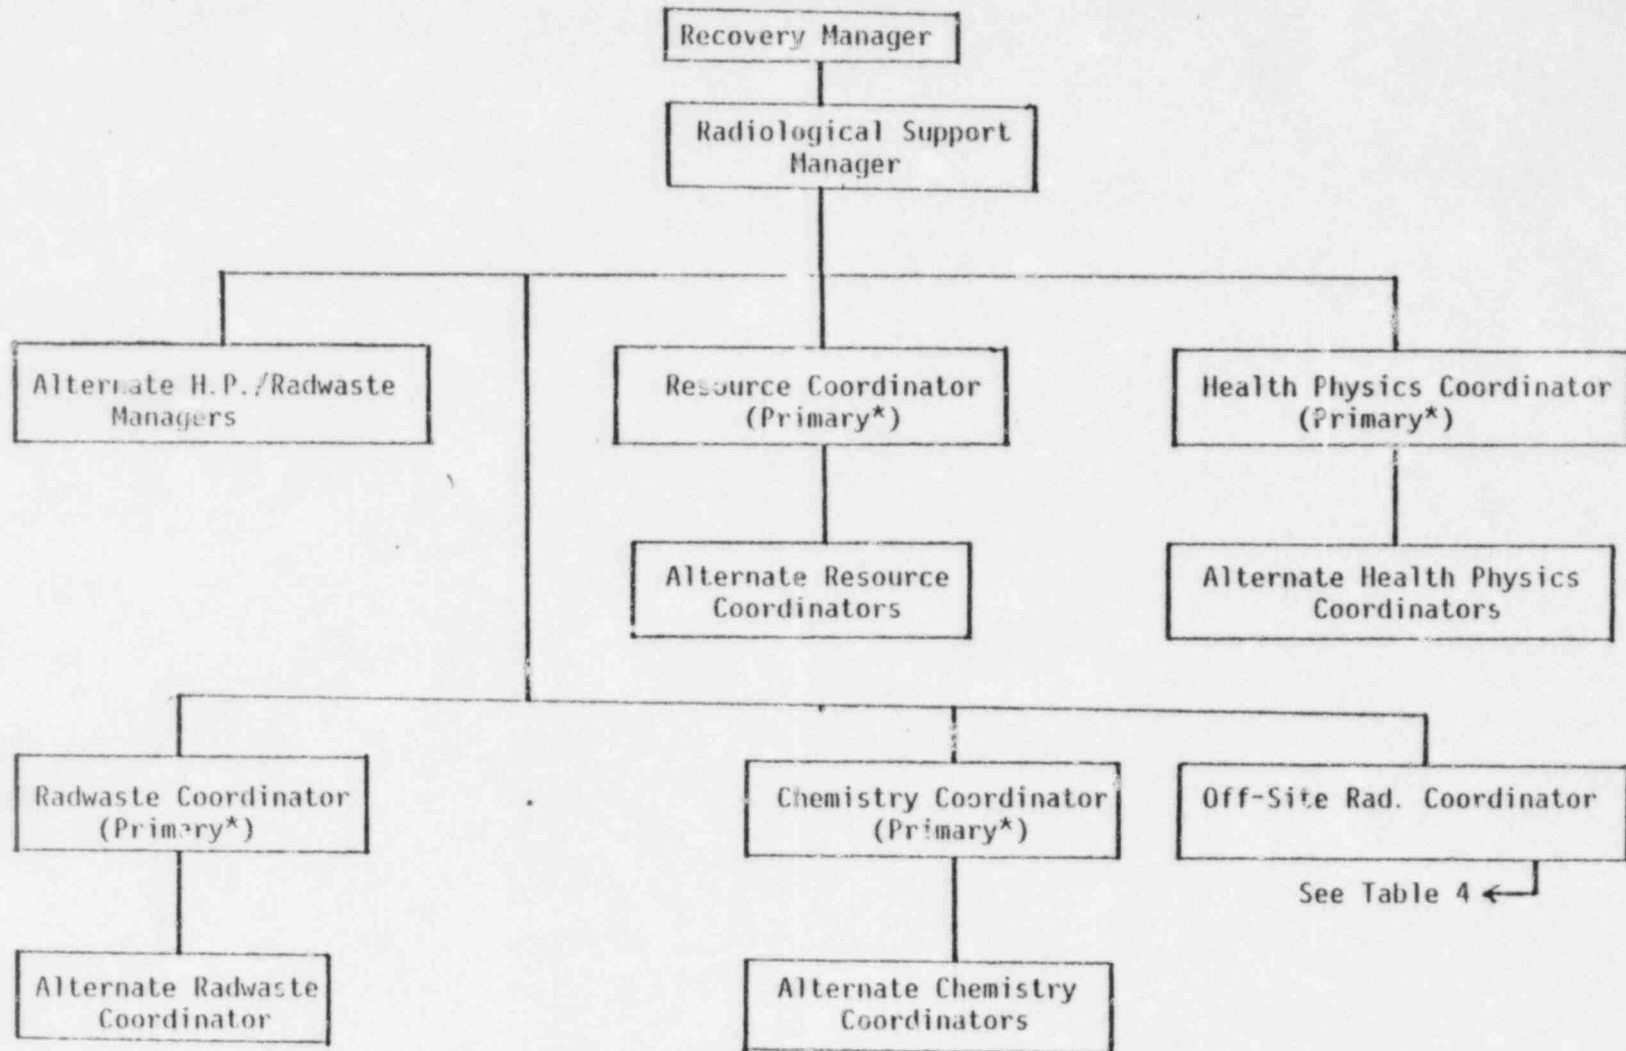 Recovery Manager
Radiological Support
Manager
Alternate H.P./Radwaste
Managers
Resource Coordinator
(Primary*)
Health Physics Coordinator
(Primary*)
Alternate Resource
Coordinators
Alternate Health Physics
Coordinators
Radwaste Coordinator
(Primary*)
Chemistry Coordinator
(Primary*)
Off-Site Rad. Coordinator
See Table 4
Alternate Radwaste
Coordinator
Alternate Chemistry
Coordinators